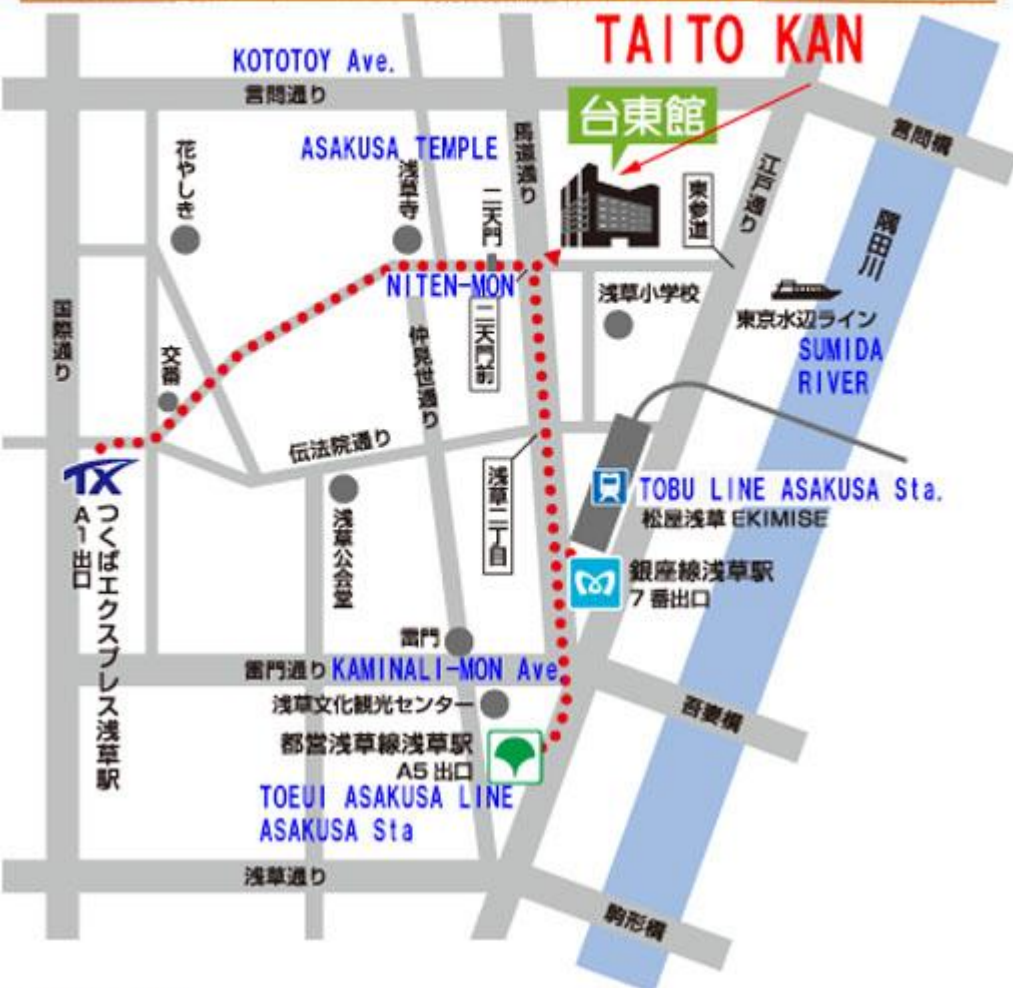 TAITO KAN
KOTOTOY Ave.
言問通り
台東館
言問橋
ASAKUSA TEMPLE
花やしき
浅草寺
二天門
馬道通り
東参道
江戸通り
隅田川
NITEN-MON
二天門前
浅草小学校
東京水辺ライン
SUMIDA
RIVER
国際通り
交番
仲見世通り
伝法院通り
TX
つくばエクスプレス浅草駅
A1出口
浅草公会堂
浅草二丁目
TOBU LINE ASAKUSA Sta.
松屋浅草 EKIMISE
銀座線浅草駅
7番出口
雷門
雷門通り KAMINALI-MON Ave
吾妻橋
浅草文化観光センター
都営浅草線浅草駅
A5 出口
TOEUI ASAKUSA LINE
ASAKUSA Sta
浅草通り
駒形橋